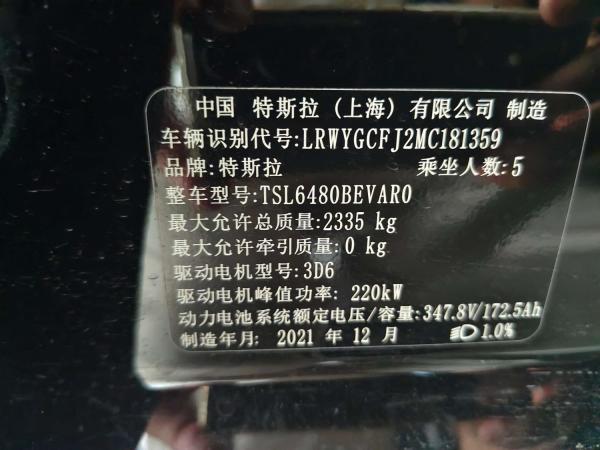 中国 特斯拉 (上海) 有限公司 制造
车辆识别代号:LRWYGCFJ2MC181359
品牌:特斯拉 乘坐人数:5
整车型号:TSL6480BEVAR0
最大允许总质量:2335 kg
最大允许牵引质量:0 kg
驱动电机型号:3D6
驱动电机峰值功率: 220kW
动力电池系统额定电压/容量:347.8V/172.5Ah
制造年月: 2021 年 12 月 1.0%